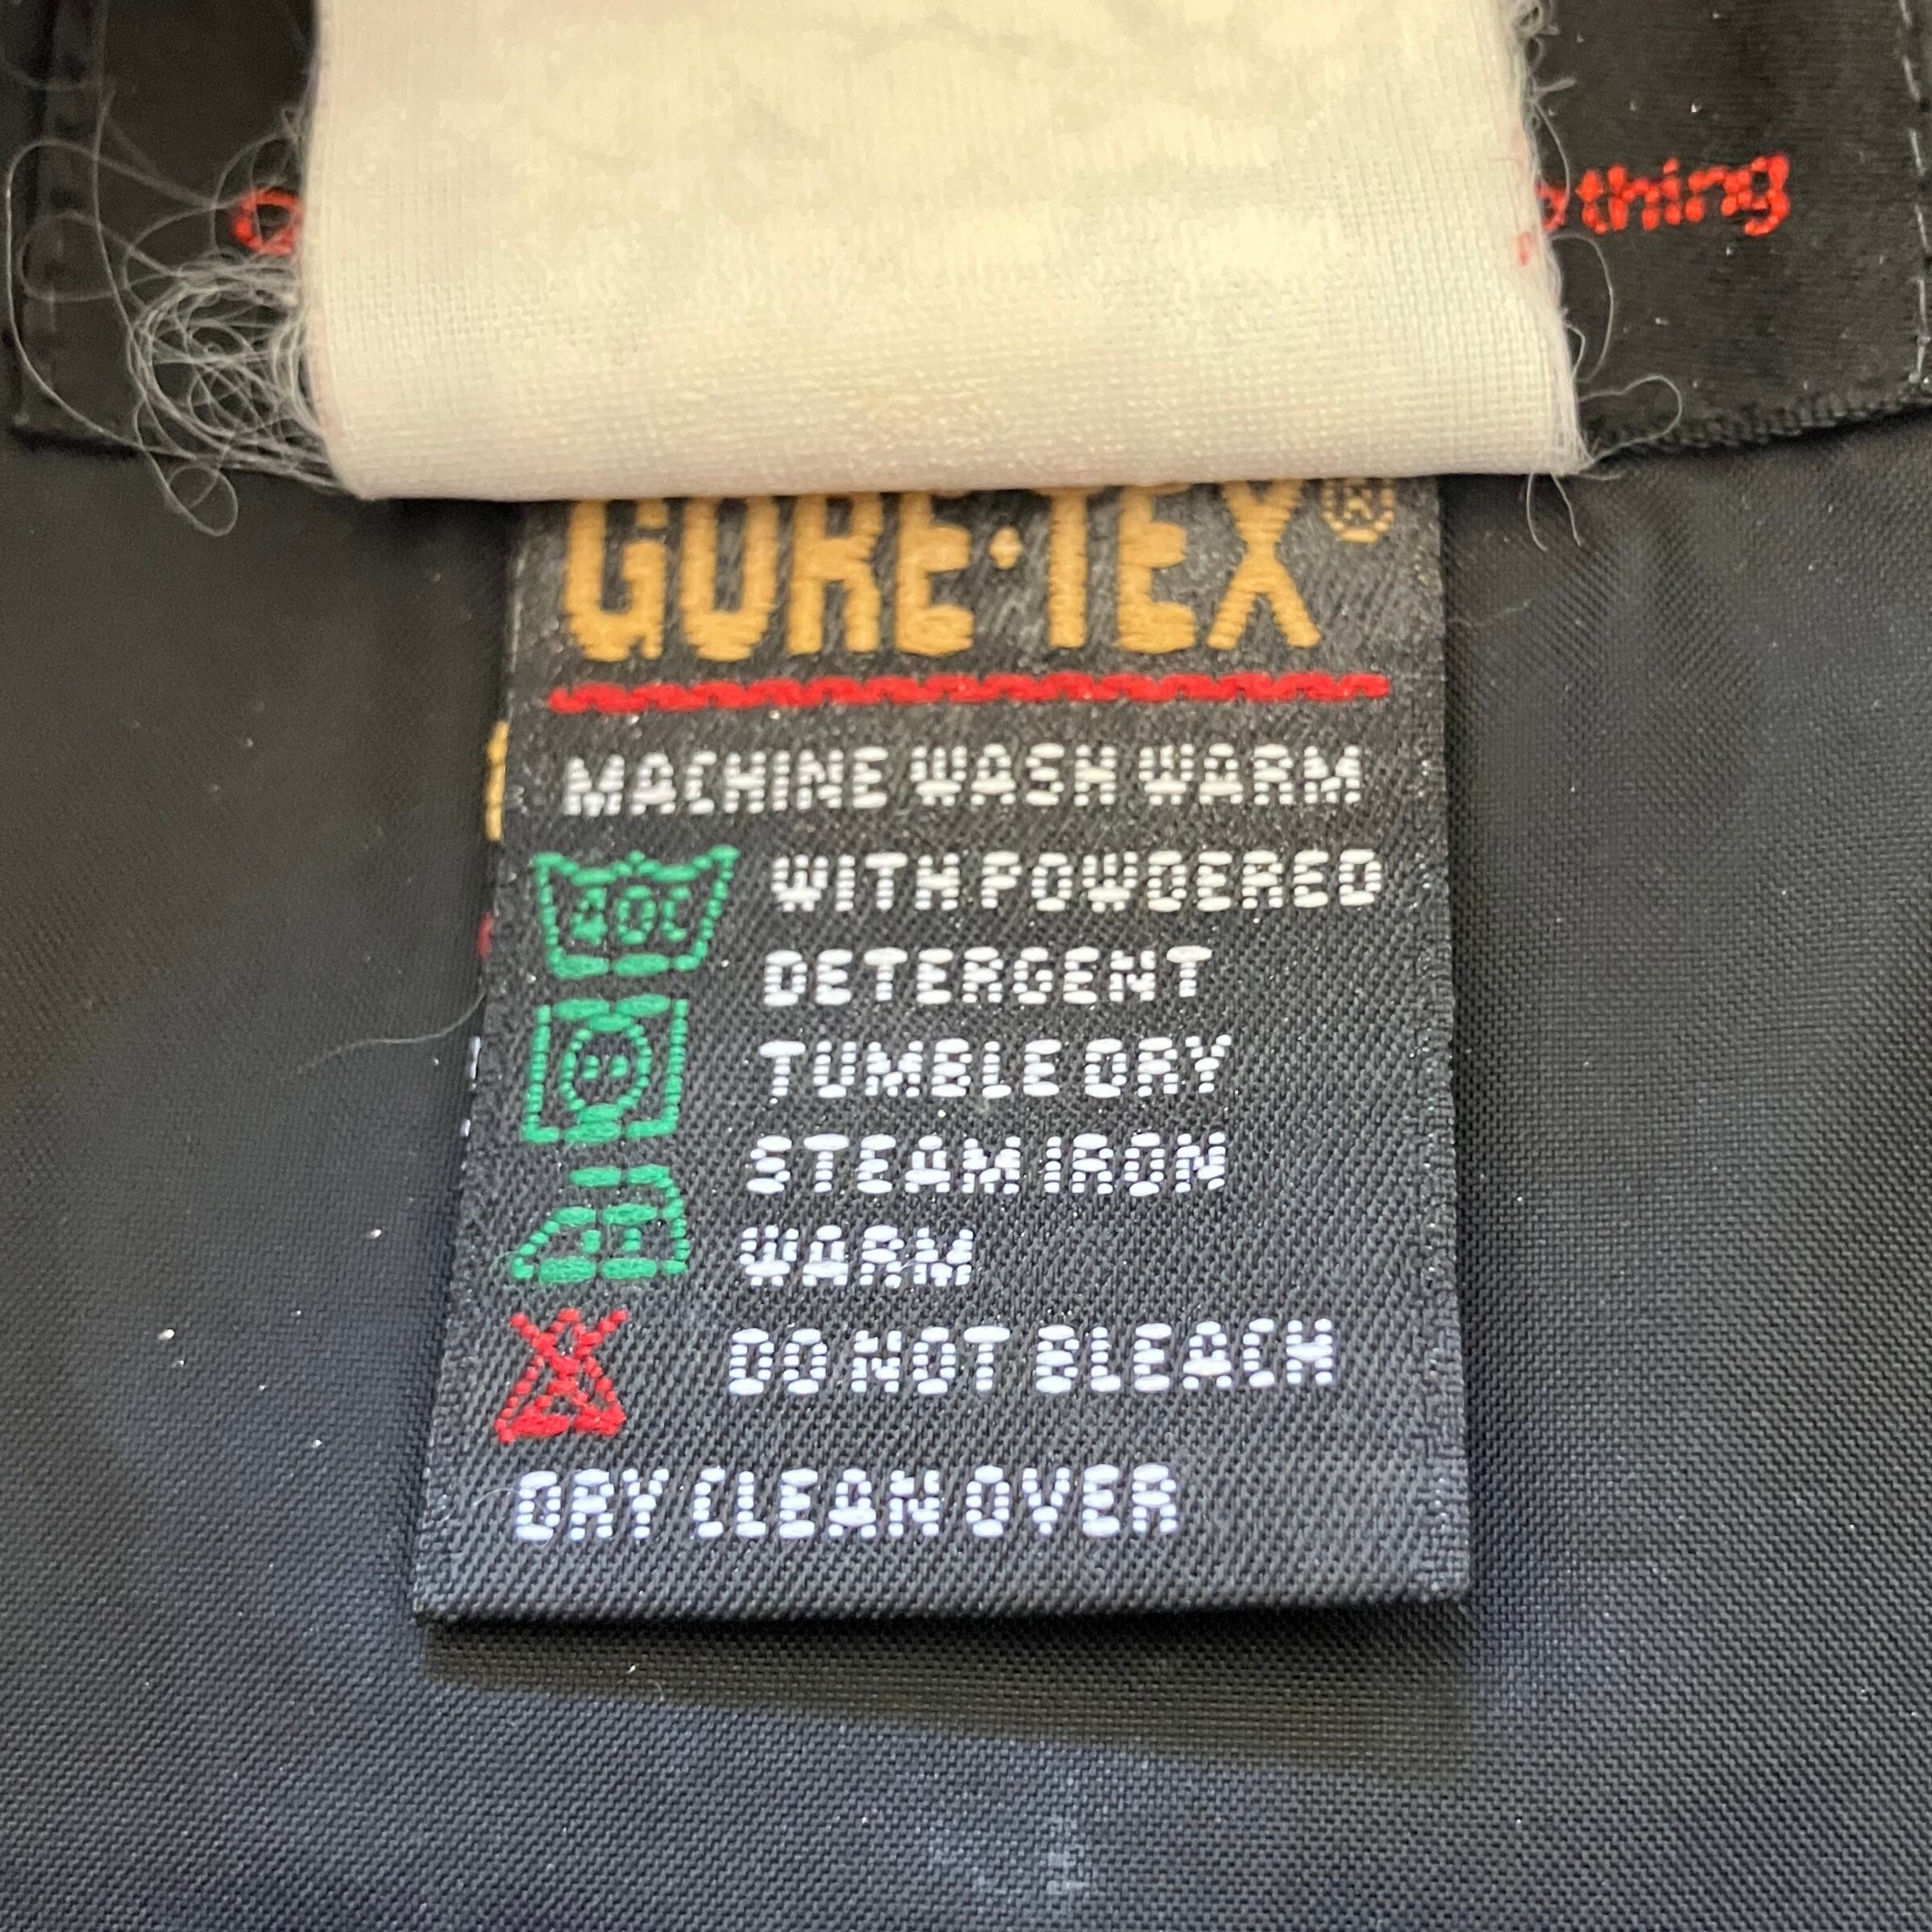 othing
GORE-TEX®
MACHINE WASH WARM
40C WITH POWDERED
DETERGENT
TUMBLE DRY
STEAM IRON
WARM
DO NOT BLEACH
DRY CLEAN OVER